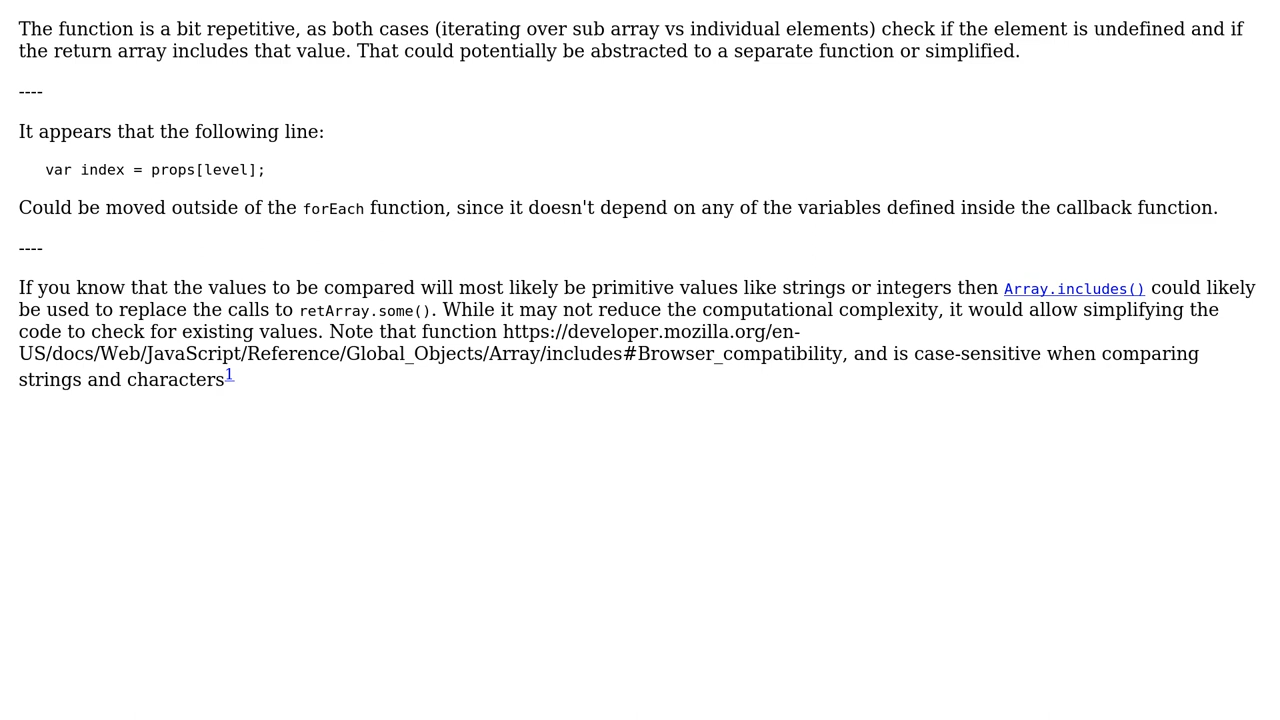 The function is a bit repetitive, as both cases (iterating over sub array vs individual elements) check if the element is undefined and if
the return array includes that value. That could potentially be abstracted to a separate function or simplified.
----
It appears that the following line:
var index = props[level];
Could be moved outside of the forEach function, since it doesn't depend on any of the variables defined inside the callback function.
----
If you know that the values to be compared will most likely be primitive values like strings or integers then Array.includes() could likely
be used to replace the calls to retArray.some(). While it may not reduce the computational complexity, it would allow simplifying the
code to check for existing values. Note that function https://developer.mozilla.org/en-
US/docs/Web/JavaScript/Reference/Global_Objects/Array/includes#Browser_compatibility, and is case-sensitive when comparing
strings and characters1